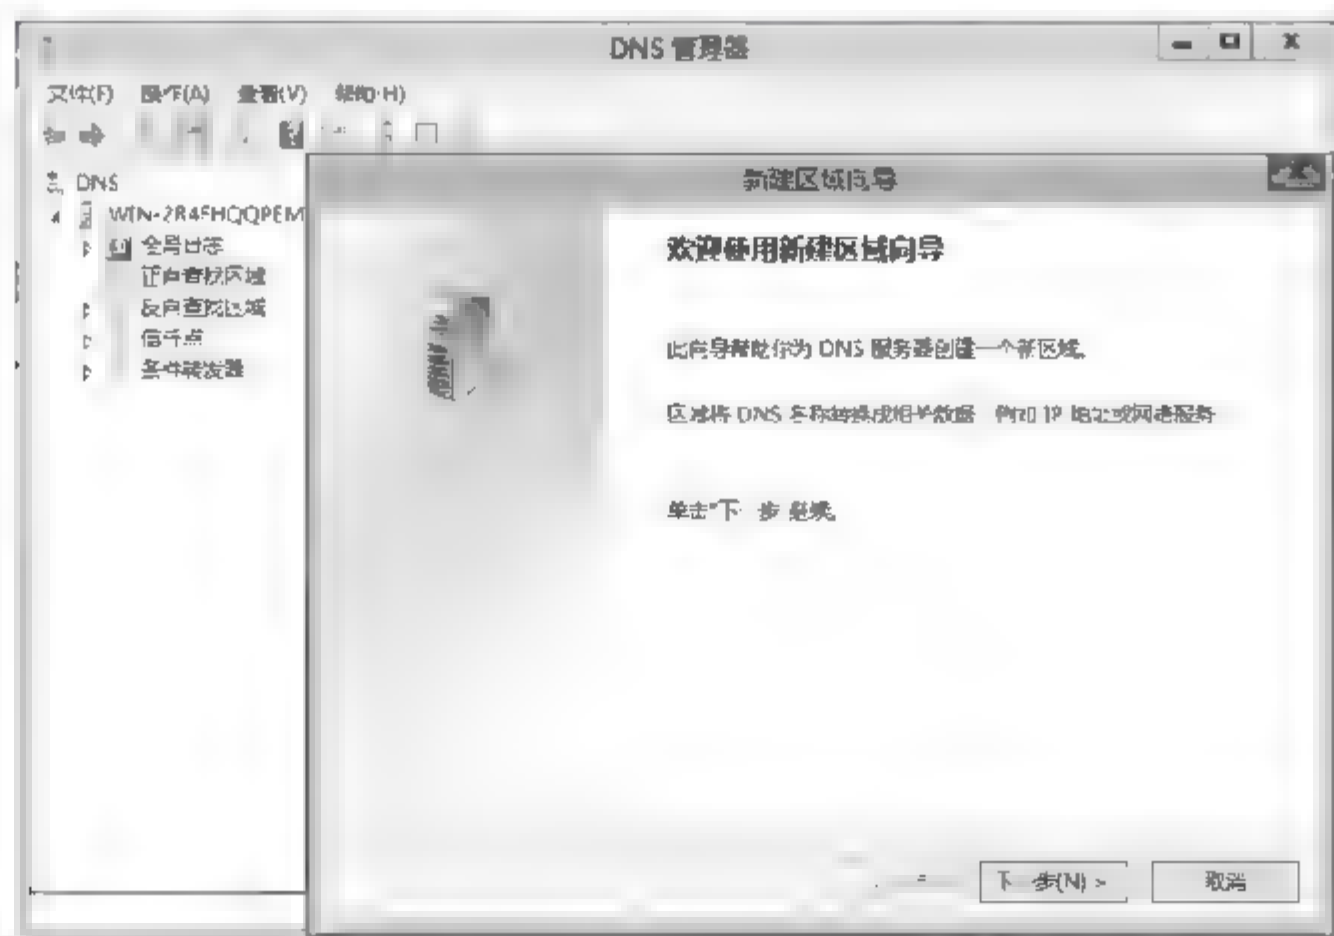 DNS 管理器
文件(F) 操作(A) 查看(V) 帮助(H)
DNS
WIN-2R4FHQQPEM
全局日志
正向查找区域
反向查找区域
信任点
条件转发器
新建区域向导
欢迎使用新建区域向导
此向导帮助你为 DNS 服务器创建一个新区域。
区域将 DNS 名称转换成相关数据 例如 IP 地址或网络服务
单击"下一步 继续。
下一步(N) >
取消